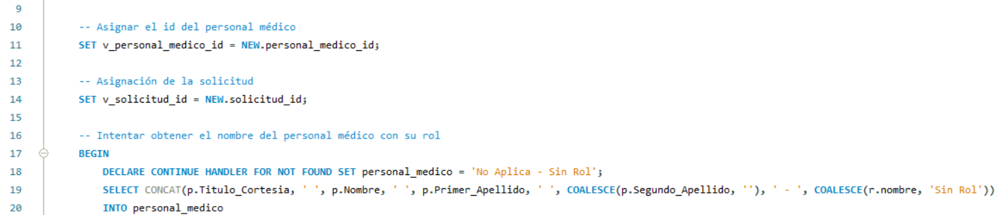 9
10 -- Asignar el id del personal médico
11 SET v_personal_medico_id = NEW.personal_medico_id;
12
13 -- Asignación de la solicitud
14 SET v_solicitud_id = NEW.solicitud_id;
15
16 -- Intentar obtener el nombre del personal médico con su rol
17 BEGIN
18 DECLARE CONTINUE HANDLER FOR NOT FOUND SET personal_medico = 'No Aplica - Sin Rol';
19 SELECT CONCAT(p.Titulo_Cortesia, ' ', p.Nombre, ' ', p.Primer_Apellido, ' ', COALESCE(p.Segundo_Apellido, ''), ' - ', COALESCE(r.nombre, 'Sin Rol'))
20 INTO personal_medico